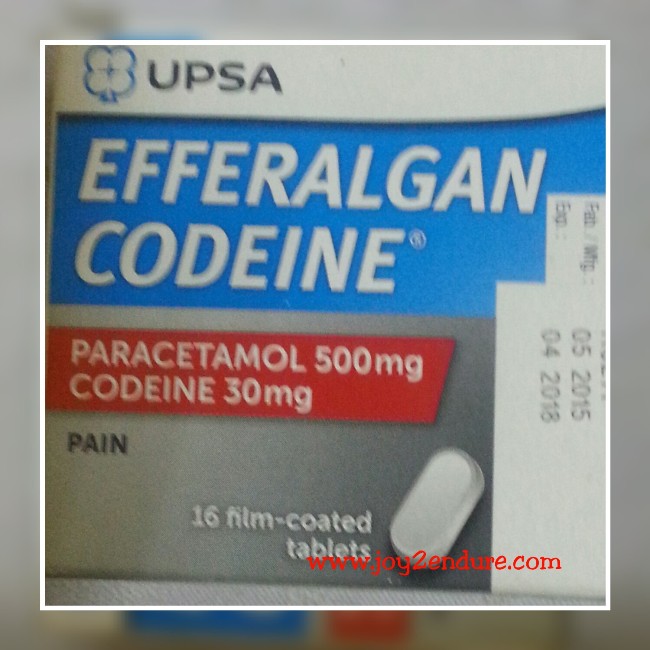 UPSA
EFFERALGAN
CODEINE®
PARACETAMOL 500mg
CODEINE 30mg
PAIN
16 film-coated
tablets
www.joy2endure.com
Fab. / Mfg.: 05 2015
Exp.: 04 2018